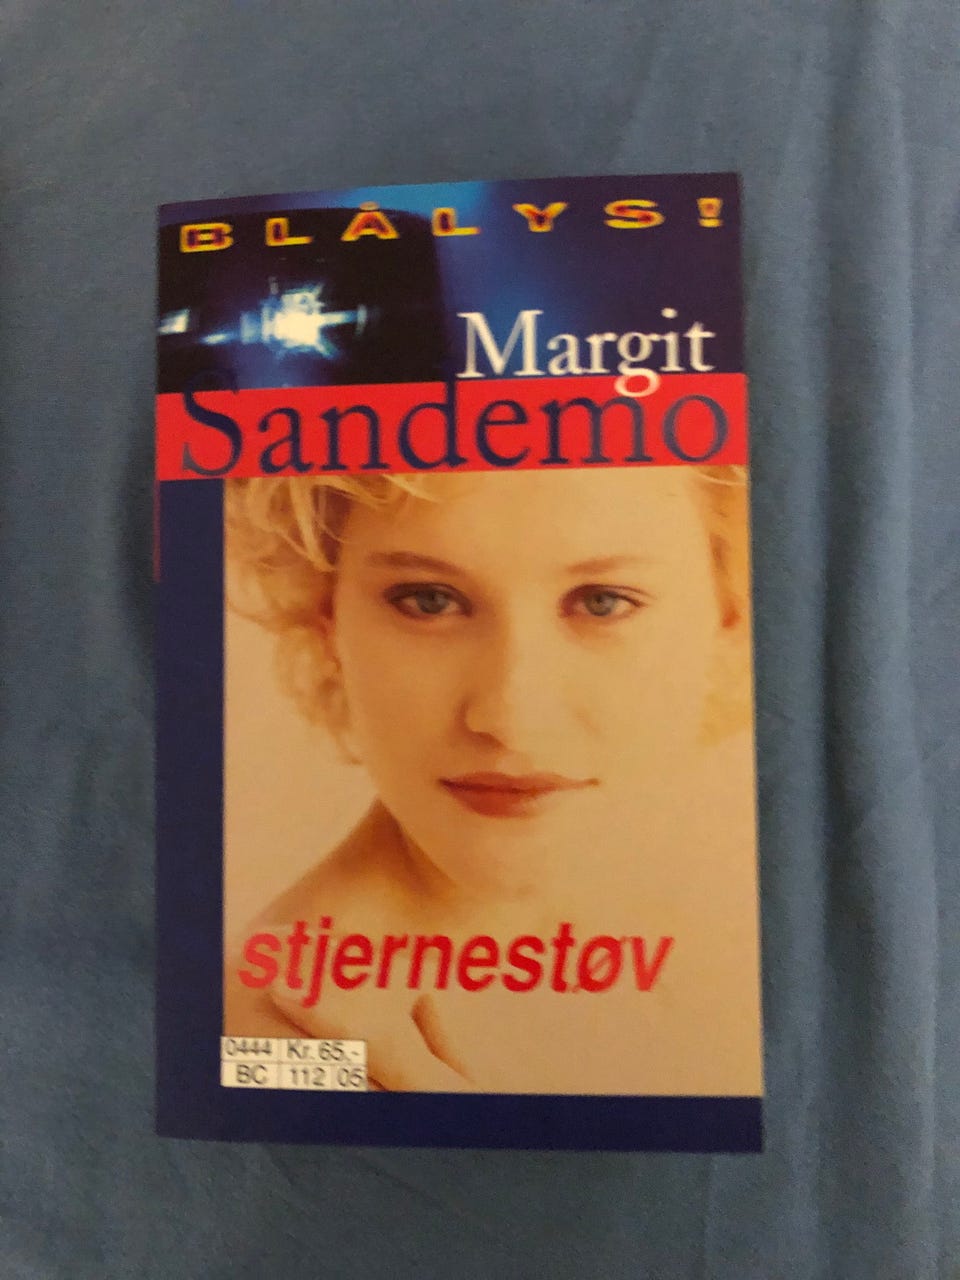 BLÅLYS!
Margit
Sandemo
stjernestøv
0444 Kr. 65,-
BC 112 05